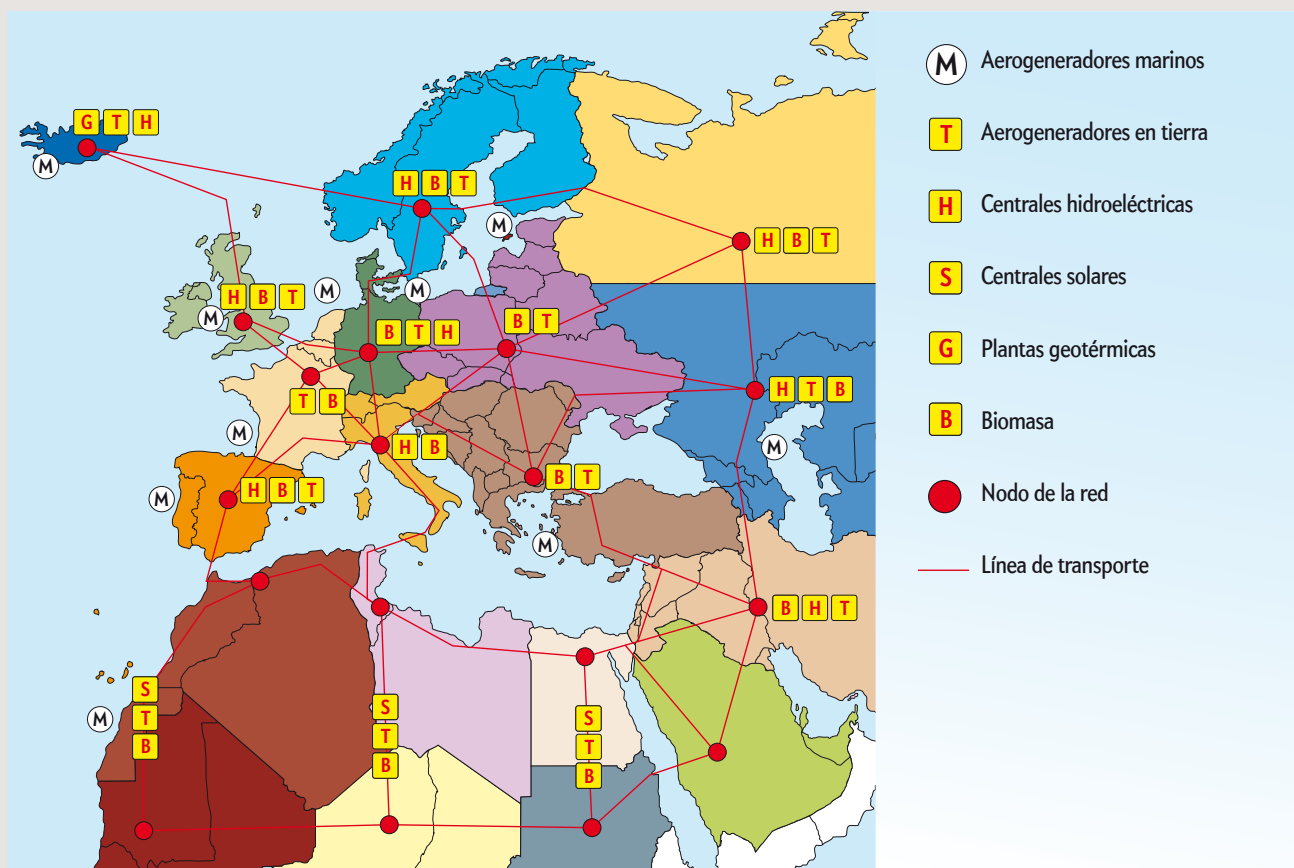 G T H
M
H B T
M
H B T
H B T
M
M
M
B T H
B T
H T B
T B
M
H B
M
H B T
B T
M
M
B H T
S
T
B
M
S
T
B
S
T
B
M Aerogeneradores marinos
T Aerogeneradores en tierra
H Centrales hidroeléctricas
S Centrales solares
G Plantas geotérmicas
B Biomasa
Nodo de la red
Línea de transporte